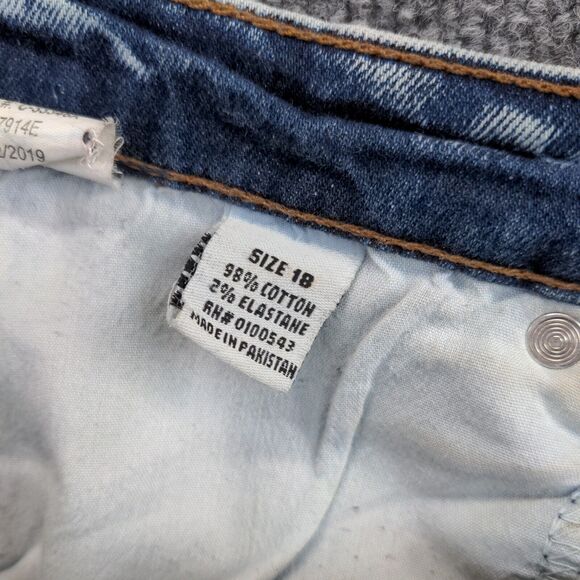 7914E
/2019
SIZE 18
98% COTTON
2% ELASTANE
RN# 0100543
MADE IN PAKISTAN